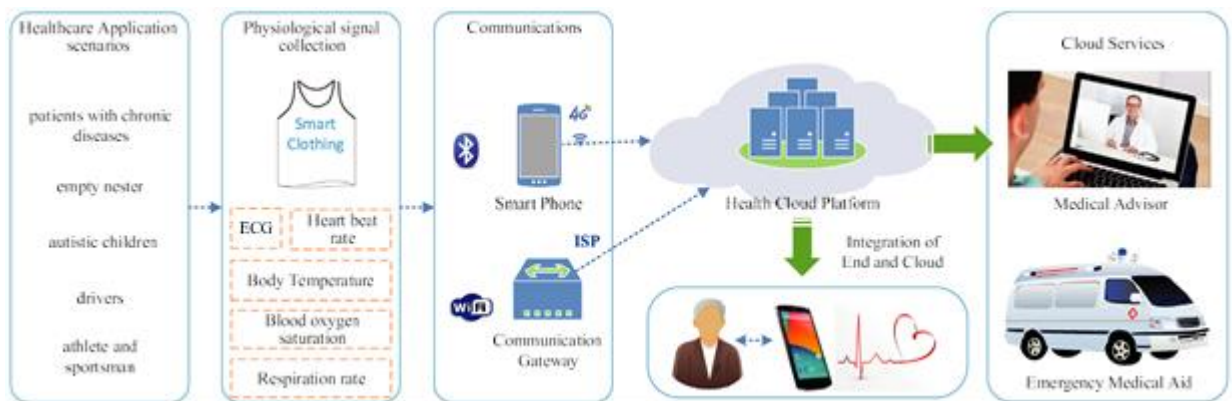 Healthcare Application
scenarios
patients with chronic
diseases
empty nester
autistic children
drivers
athlete and
sportsman
Physiological signal
collection
Smart
Clothing
ECG
Heart beat
rate
Body Temperature
Blood oxygen
saturation
Respiration rate
Communications
4G
Smart Phone
ISP
WiFi
Communication
Gateway
Health Cloud Platform
Integration of
End and Cloud
Cloud Services
Medical Advisor
Emergency Medical Aid